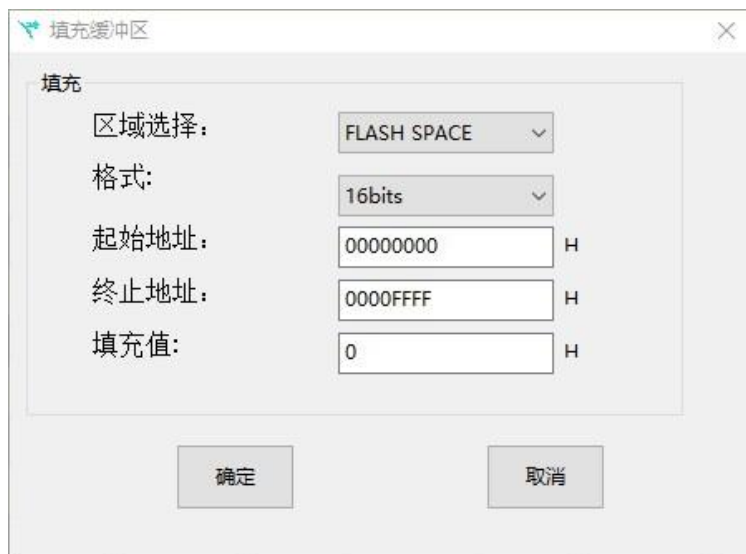 填充缓冲区
填充
区域选择： FLASH SPACE
格式: 16bits
起始地址： 00000000 H
终止地址： 0000FFFF H
填充值: 0 H
确定 取消